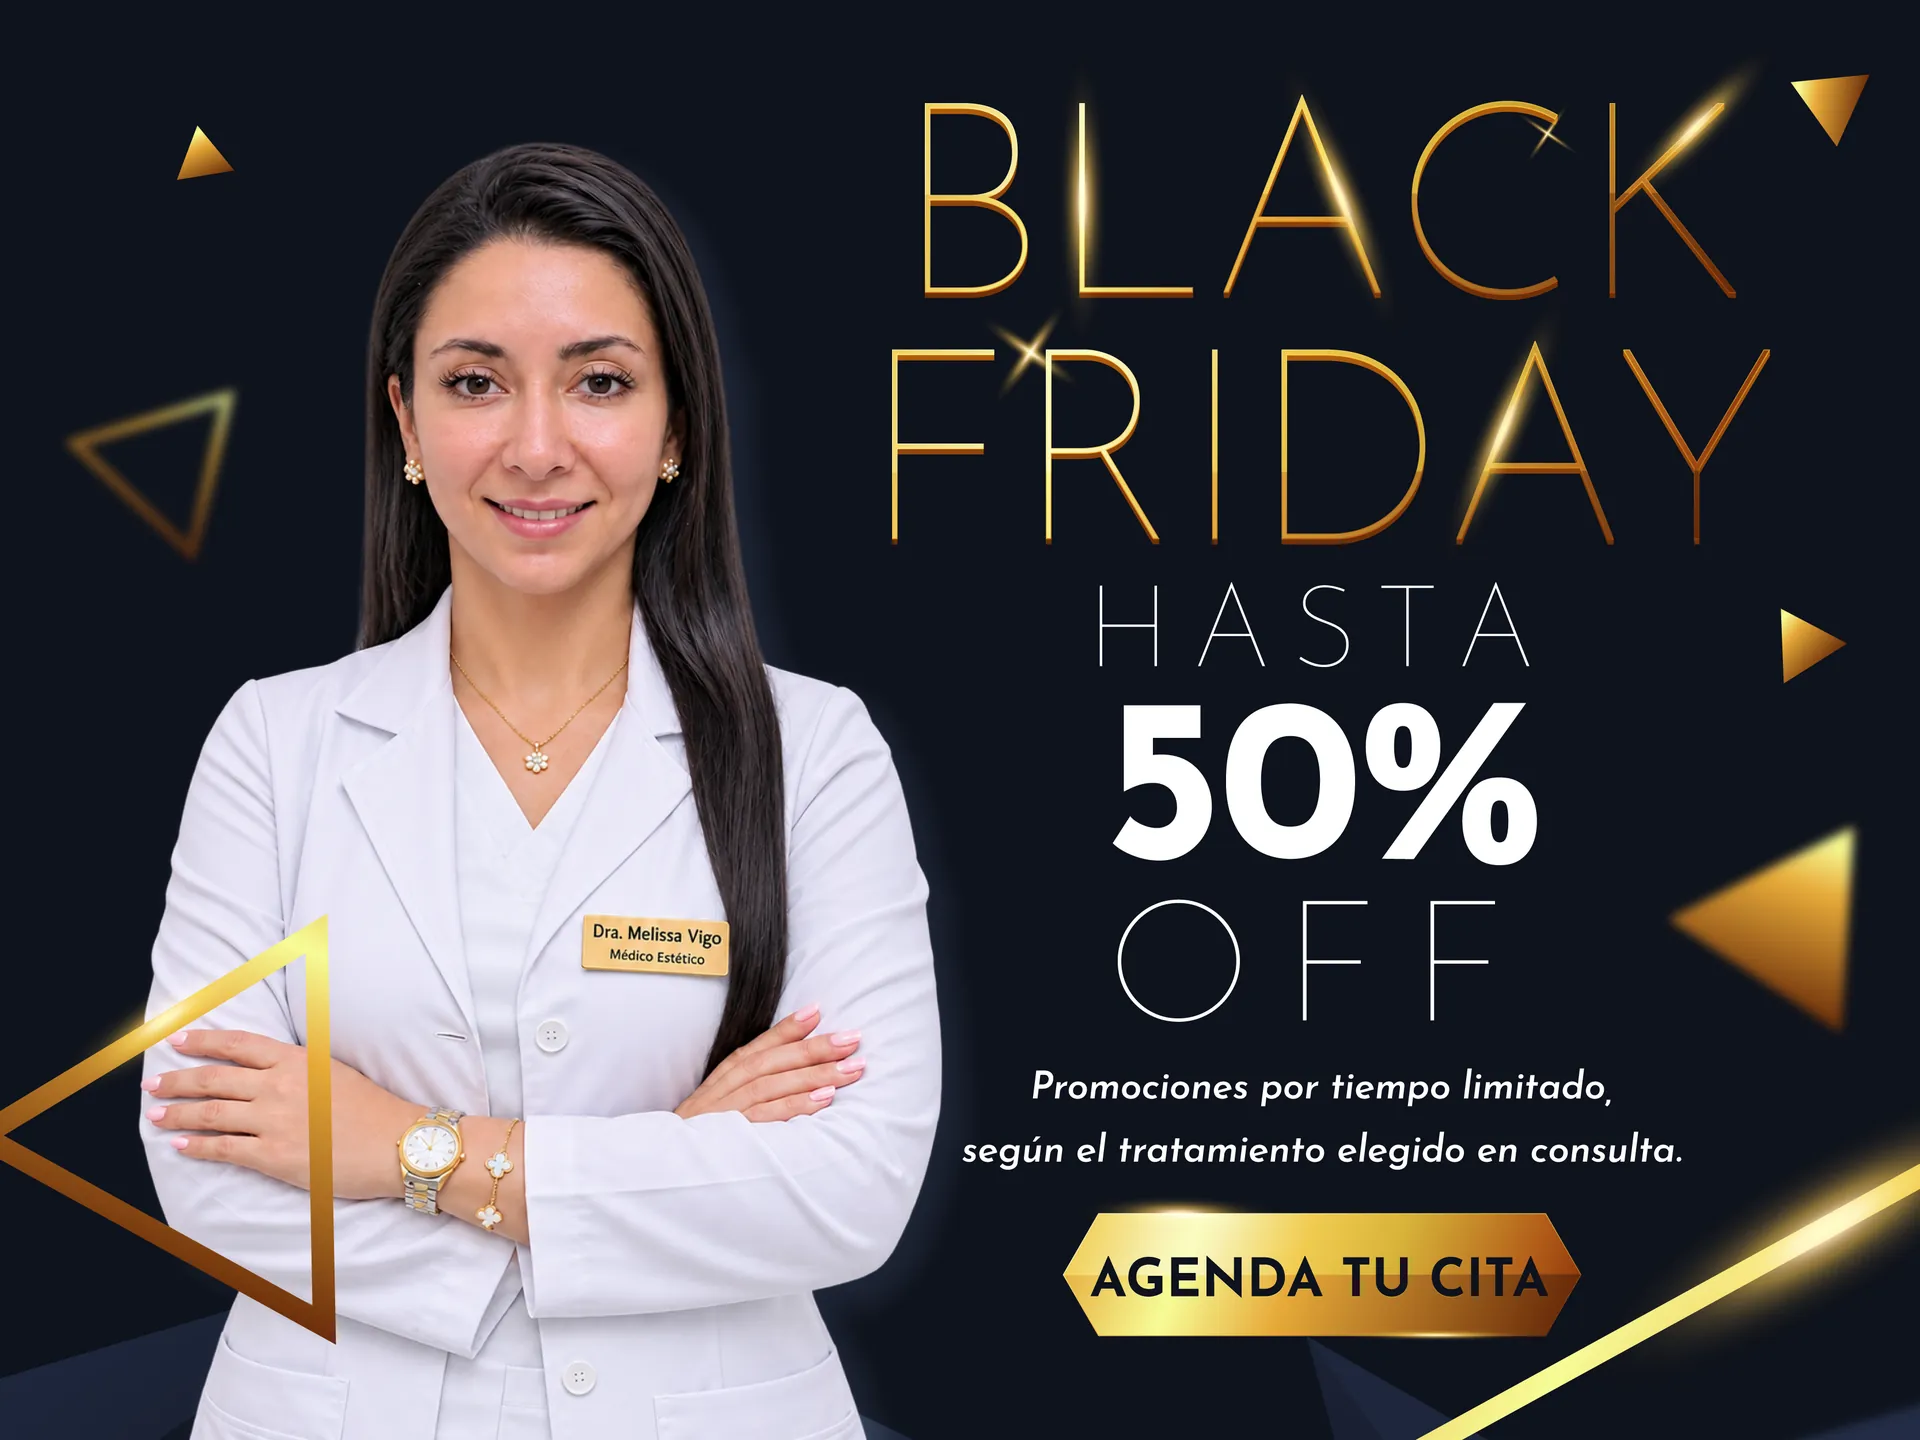 BLACK
FRIDAY
HASTA
50%
OFF
Dra. Melissa Vigo
Médico Estético
Promociones por tiempo limitado,
según el tratamiento elegido en consulta.
AGENDA TU CITA